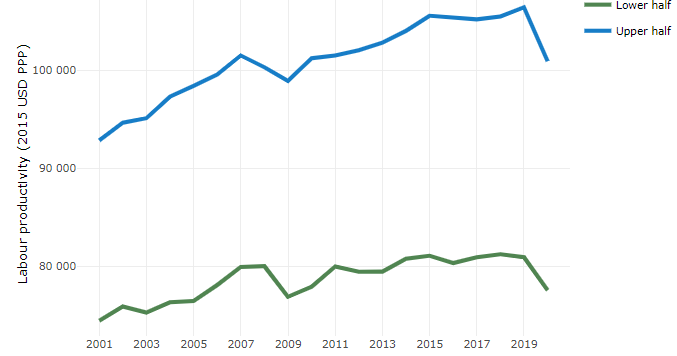 Lower half
Upper half
Labour productivity (2015 USD PPP)
100 000
90 000
80 000
2001 2003 2005 2007 2009 2011 2013 2015 2017 2019